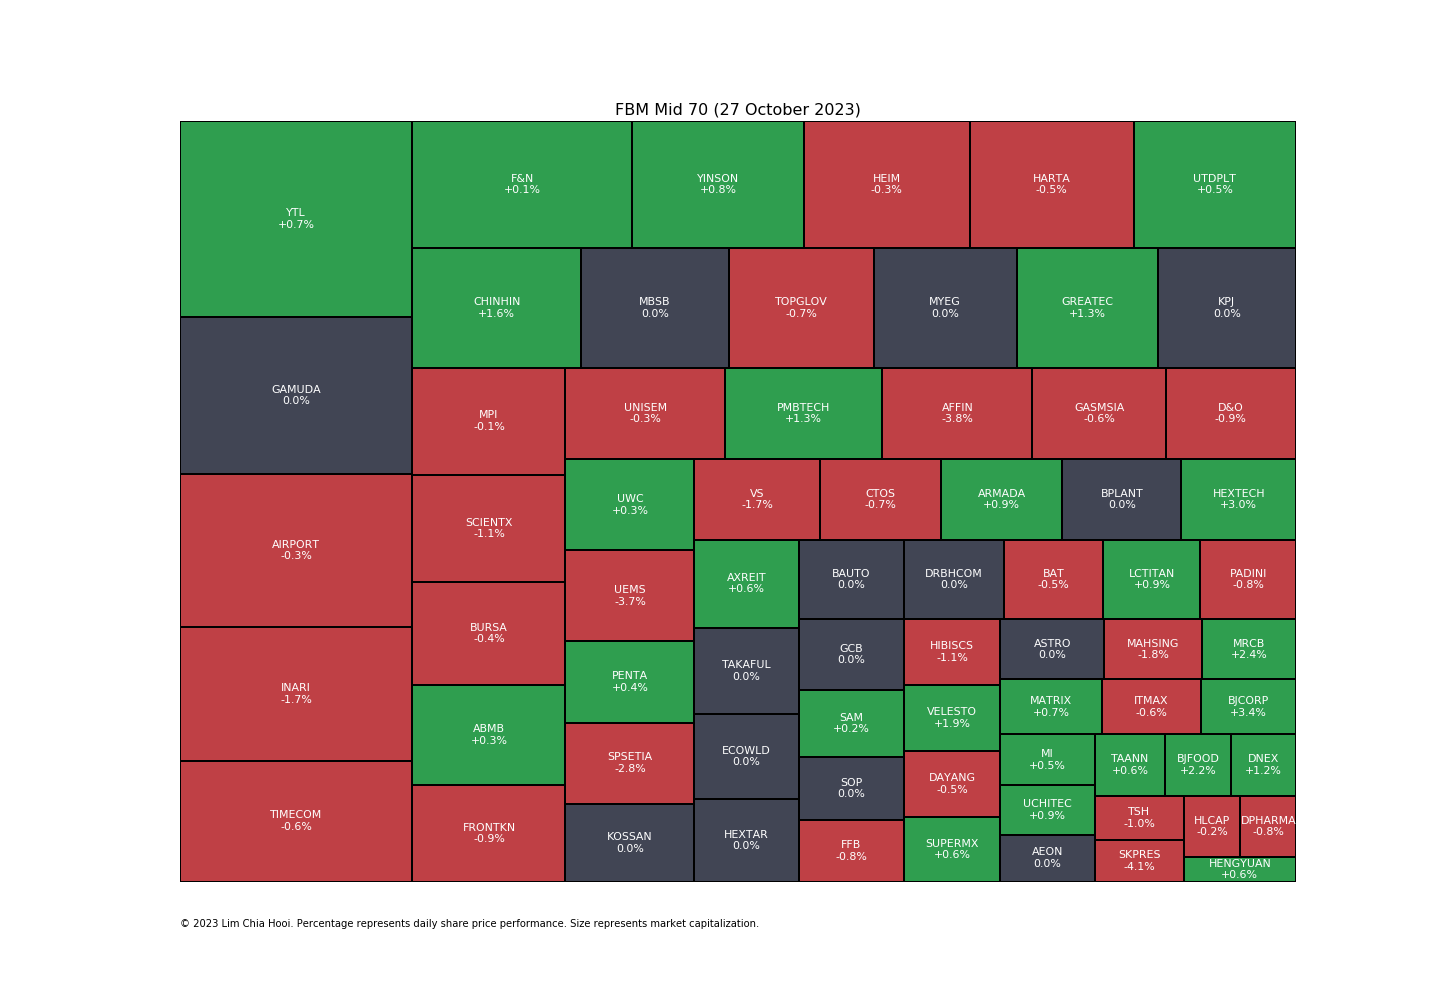 FBM Mid 70 (27 October 2023)
YTL
+0.7%
GAMUDA
0.0%
AIRPORT
-0.3%
INARI
-1.7%
TIMECOM
-0.6%
F&N
+0.1%
YINSON
+0.8%
HEIM
-0.3%
HARTA
-0.5%
UTDPLT
+0.5%
CHINHIN
+1.6%
MBSB
0.0%
TOPGLOV
-0.7%
MYEG
0.0%
GREATEC
+1.3%
KPJ
0.0%
MPI
-0.1%
SCIENTX
-1.1%
BURSA
-0.4%
ABMB
+0.3%
FRONTKN
-0.9%
UNISEM
-0.3%
PMBTECH
+1.3%
AFFIN
-3.8%
GASMSIA
-0.6%
D&O
-0.9%
UWC
+0.3%
UEMS
-3.7%
PENTA
+0.4%
SPSETIA
-2.8%
KOSSAN
0.0%
VS
-1.7%
CTOS
-0.7%
ARMADA
+0.9%
BPLANT
0.0%
HEXTECH
+3.0%
AXREIT
+0.6%
TAKAFUL
0.0%
ECOWLD
0.0%
HEXTAR
0.0%
BAUTO
0.0%
DRBHCOM
0.0%
BAT
-0.5%
LCTITAN
+0.9%
PADINI
-0.8%
GCB
0.0%
SAM
+0.2%
SOP
0.0%
FFB
-0.8%
HIBISCS
-1.1%
VELESTO
+1.9%
DAYANG
-0.5%
SUPERMX
+0.6%
ASTRO
0.0%
MAHSING
-1.8%
MRCB
+2.4%
MATRIX
+0.7%
ITMAX
-0.6%
BJCORP
+3.4%
MI
+0.5%
UCHITEC
+0.9%
AEON
0.0%
TAANN
+0.6%
BJFOOD
+2.2%
DNEX
+1.2%
TSH
-1.0%
SKPRES
-4.1%
HLCAP
-0.2%
DPHARMA
-0.8%
HENGYUAN
+0.6%
© 2023 Lim Chia Hooi. Percentage represents daily share price performance. Size represents market capitalization.